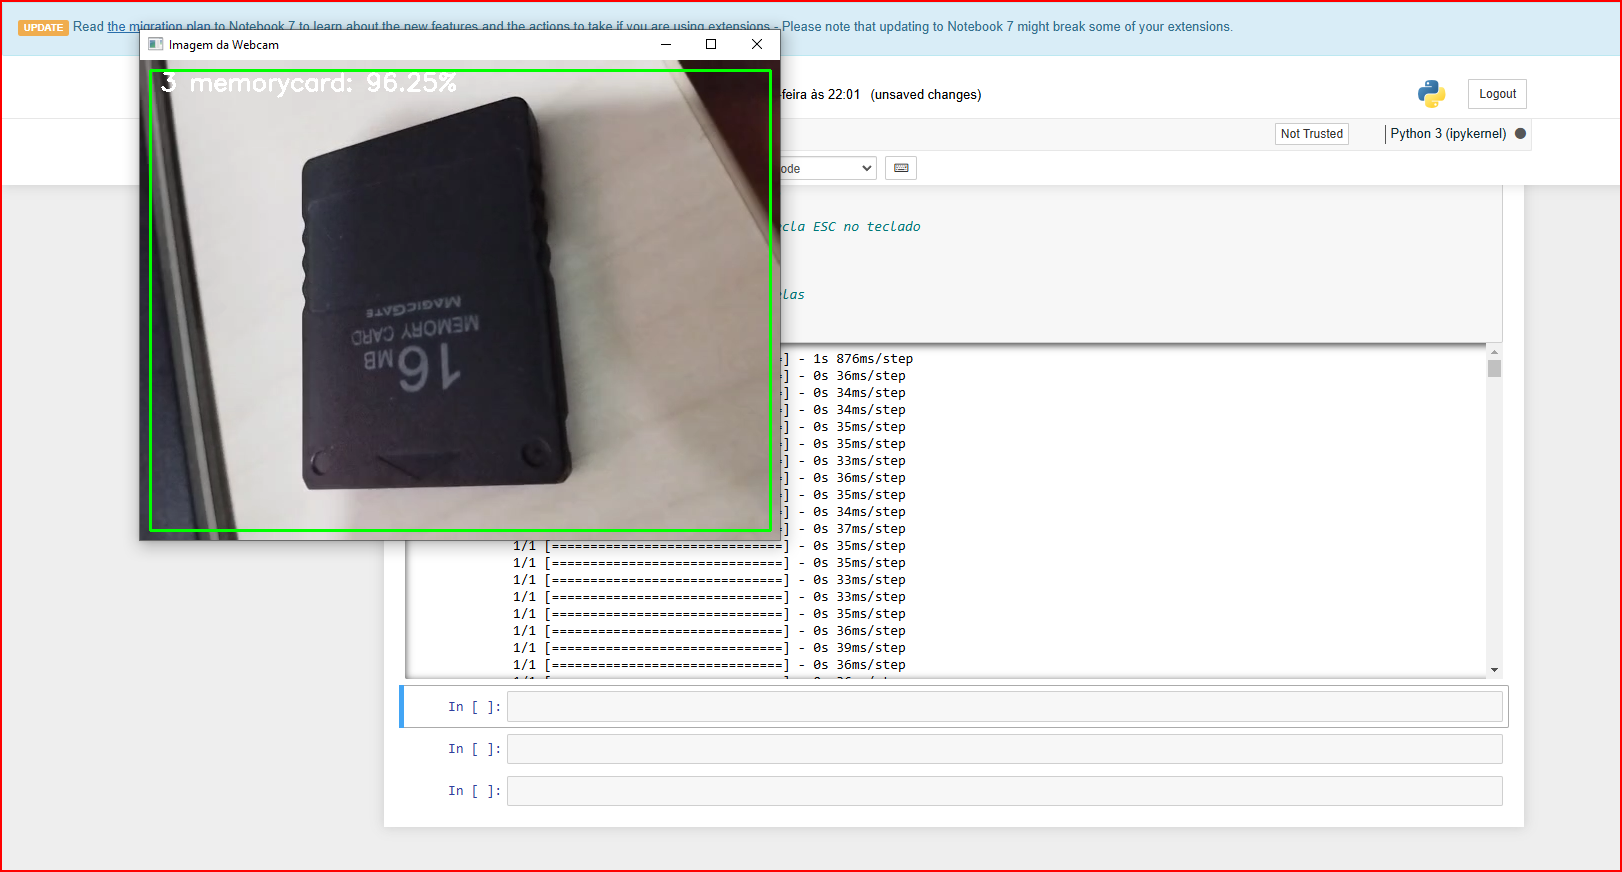 UPDATE Read the migration plan to Notebook 7 to learn about the new features and the actions to take if you are using extensions - Please note that updating to Notebook 7 might break some of your extensions.
Imagem da Webcam
3 memorycard: 96.25%
-feira às 22:01 (unsaved changes)
Logout
Not Trusted
Python 3 (ipykernel)
ode
ecla ESC no teclado
elas
MAGICGATE
MEMORY CARD
16MB
] - 1s 876ms/step
] - 0s 36ms/step
] - 0s 34ms/step
] - 0s 34ms/step
] - 0s 35ms/step
] - 0s 35ms/step
] - 0s 33ms/step
] - 0s 36ms/step
] - 0s 35ms/step
] - 0s 34ms/step
] - 0s 37ms/step
1/1 [==============================] - 0s 35ms/step
1/1 [==============================] - 0s 35ms/step
1/1 [==============================] - 0s 33ms/step
1/1 [==============================] - 0s 33ms/step
1/1 [==============================] - 0s 35ms/step
1/1 [==============================] - 0s 36ms/step
1/1 [==============================] - 0s 39ms/step
1/1 [==============================] - 0s 36ms/step
In [ ]:
In [ ]:
In [ ]: